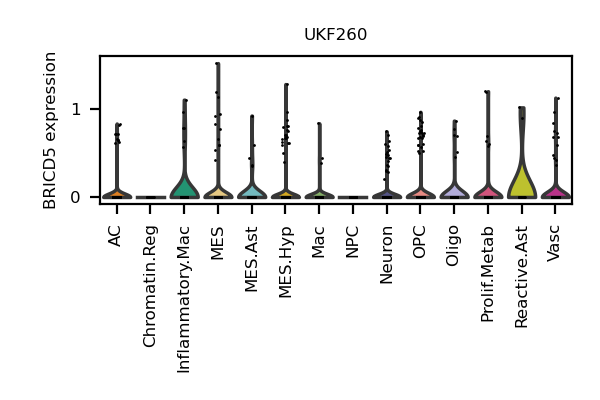 UKF260
BRICD5 expression
1
0
AC
Chromatin.Reg
Inflammatory.Mac
MES
MES.Ast
MES.Hyp
Mac
NPC
Neuron
OPC
Oligo
Prolif.Metab
Reactive.Ast
Vasc